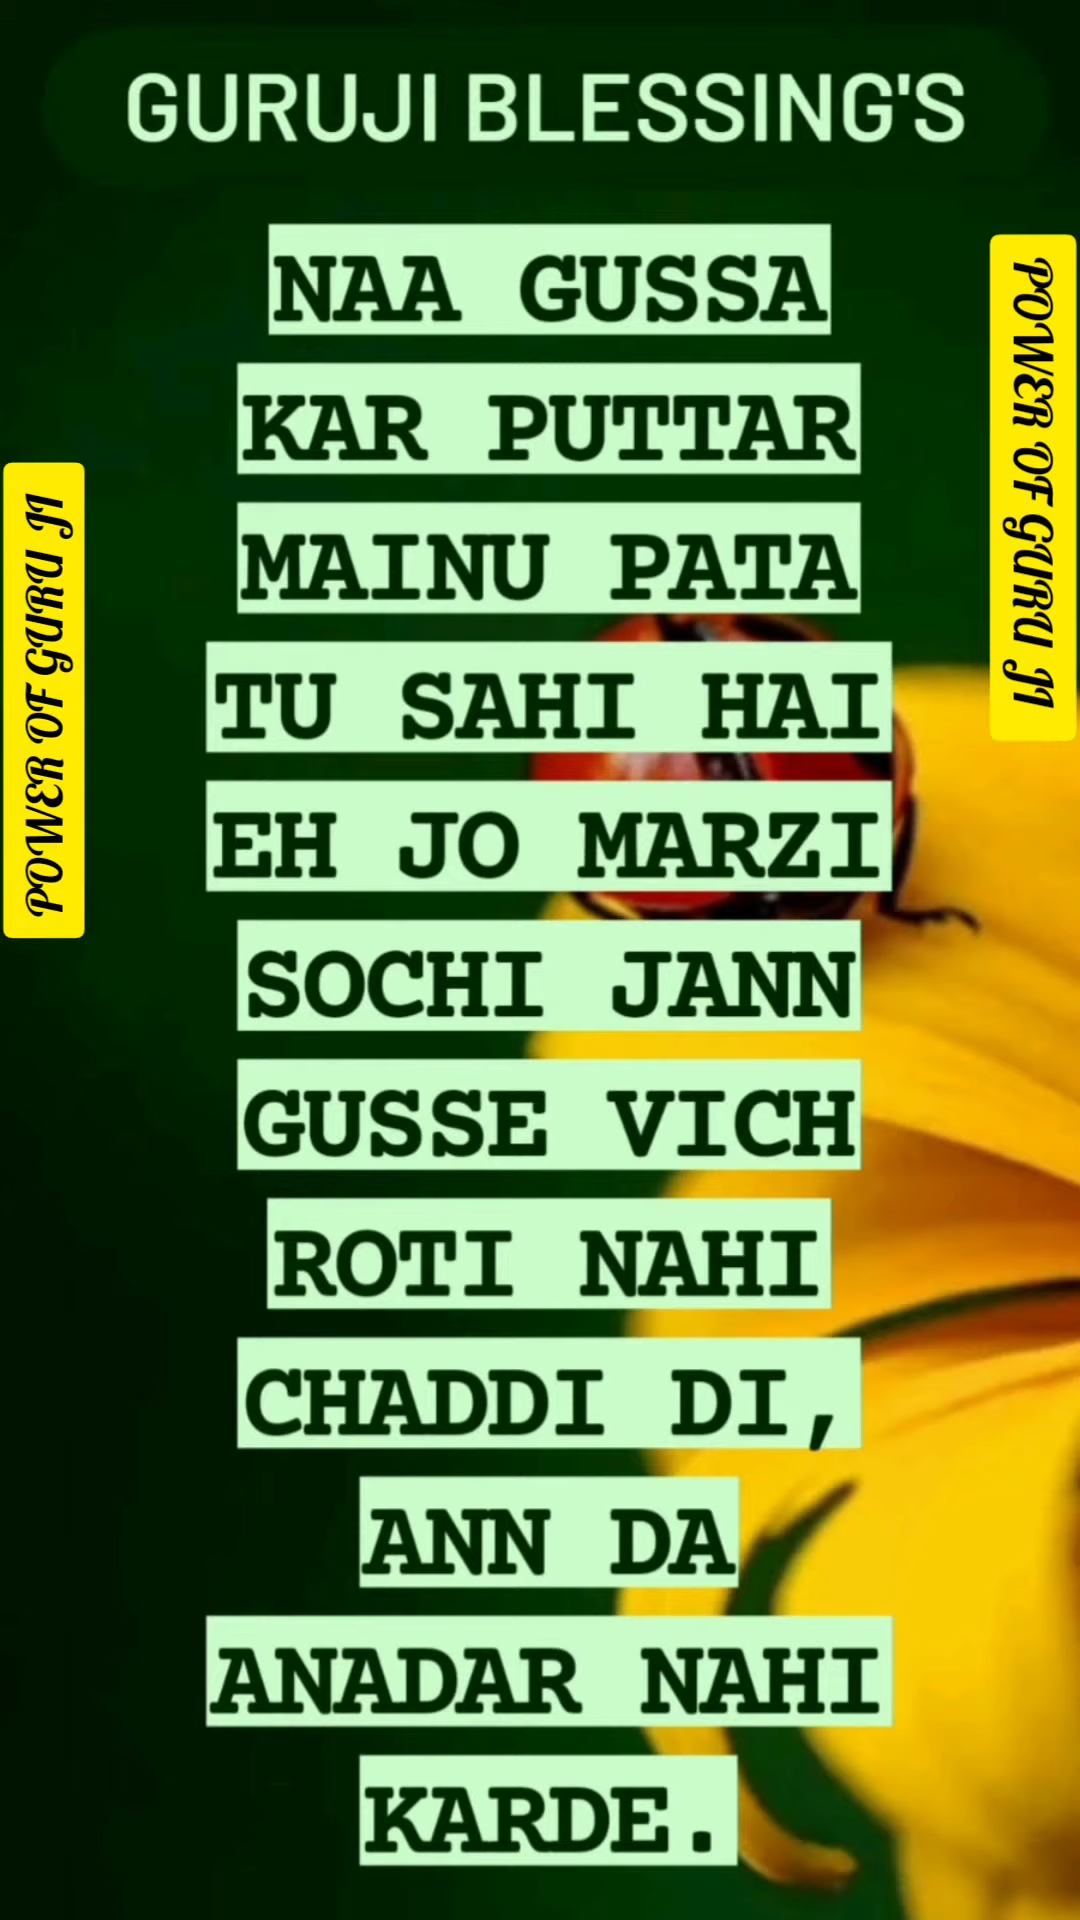 GURUJI BLESSING'S
NAA GUSSA
KAR PUTTAR
MAINU PATA
TU SAHI HAI
EH JO MARZI
SOCHI JANN
GUSSE VICH
ROTI NAHI
CHADDI DI,
ANN DA
ANADAR NAHI
KARDE.
POWER OF GURU JI
POWER OF GURU JI